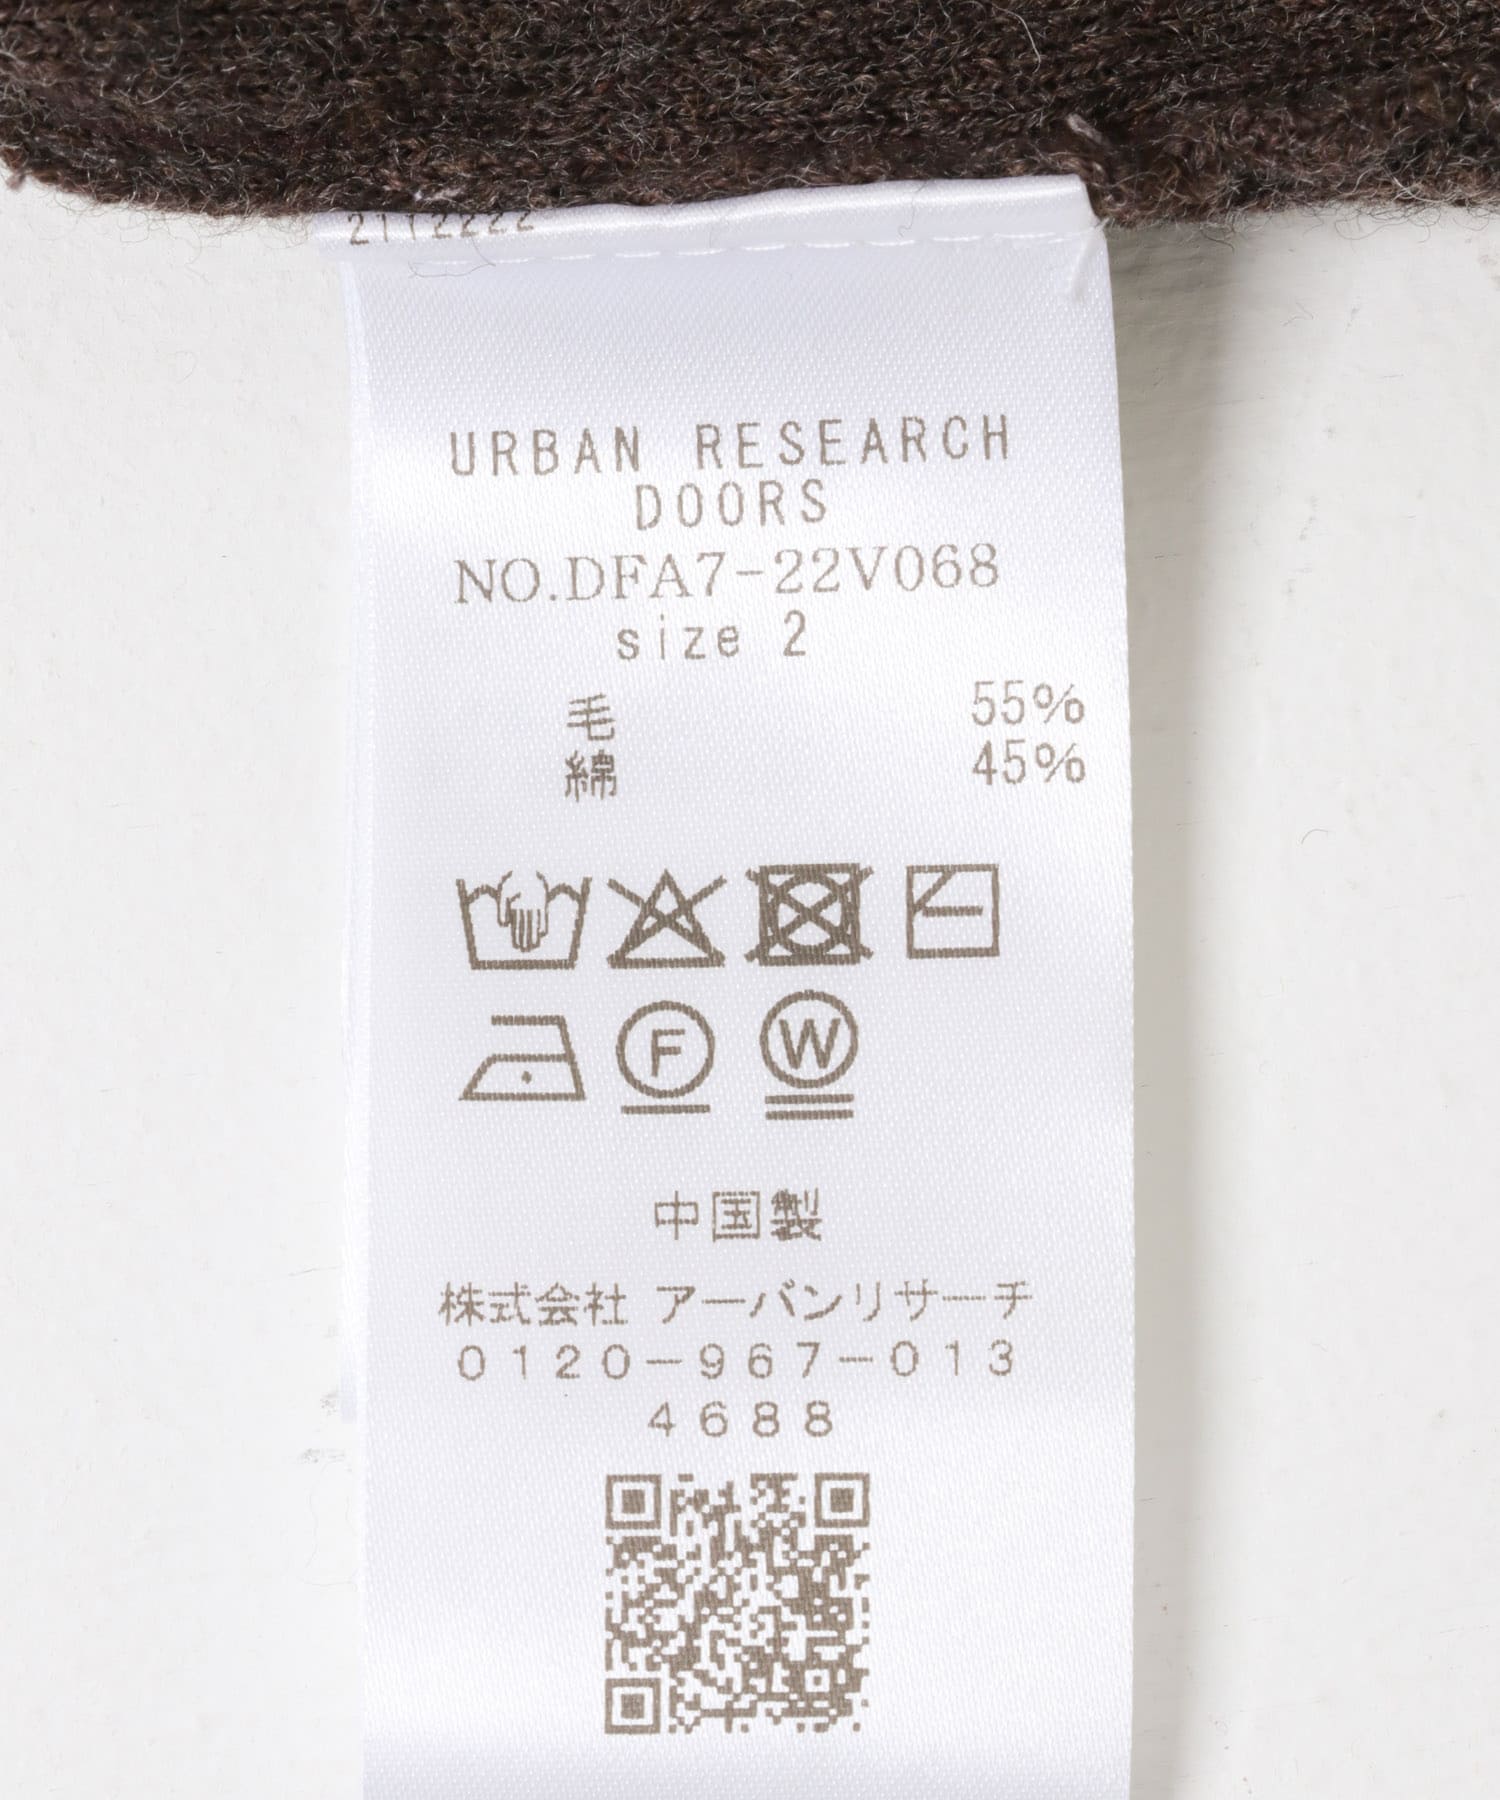 URBAN RESEARCH
DOORS
NO.DFA7-22V068
size 2
毛 55%
綿 45%
F W
中国製
株式会社 アーバンリサーチ
0120-967-013
4688